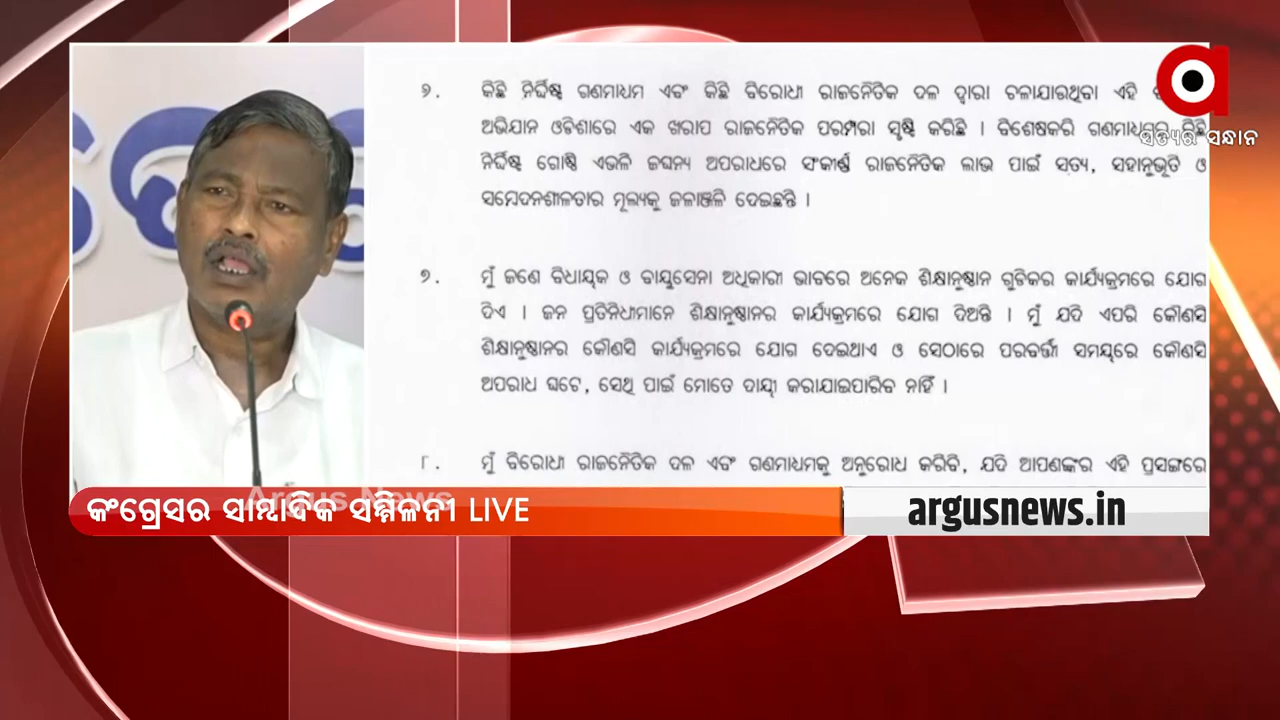 ୬. କିଛି ନିର୍ଦ୍ଦିଷ୍ଟ ଗଣମାଧ୍ୟମ ଏବଂ କିଛି ବିରୋଧୀ ରାଜନୈତିକ ଦଳ ଦ୍ୱାରା ଚଳାଯାଉଥିବା ଏହି
ଅଭିଯାନ ଓଡିଶାରେ ଏକ ଖରାପ ରାଜନୈତିକ ପରମ୍ପରା ସୃଷ୍ଟି କରିଛି । ବିଶେଷକରି ଗଣମାଧ୍ୟମର କିଛି
ନିର୍ଦ୍ଦିଷ୍ଟ ଗୋଷ୍ଠି ଏଭଳି ଜଘନ୍ୟ ଅପରାଧରେ ସଂକୀର୍ଣ୍ଣ ରାଜନୈତିକ ଲାଭ ପାଇଁ ସତ୍ୟ, ସହାନୁଭୂତି ଓ
ସମ୍ବେଦନଶୀଳତାର ମୂଲ୍ୟକୁ ଜଳାଞ୍ଜଳି ଦେଇଛନ୍ତି ।
୭. ମୁଁ ଜଣେ ବିଧାୟକ ଓ ବାୟୁସେନା ଅଧିକାରୀ ଭାବରେ ଅନେକ ଶିକ୍ଷାନୁଷ୍ଠାନ ଗୁଡିକର କାର୍ଯ୍ୟକ୍ରମରେ ଯୋଗ
ଦିଏ । ଜନ ପ୍ରତିନିଧୀମାନେ ଶିକ୍ଷାନୁଷ୍ଠାନର କାର୍ଯ୍ୟକ୍ରମରେ ଯୋଗ ଦିଅନ୍ତି । ମୁଁ ଯଦି ଏପରି କୌଣସି
ଶିକ୍ଷାନୁଷ୍ଠାନର କୌଣସି କାର୍ଯ୍ୟକ୍ରମରେ ଯୋଗ ଦେଇଥାଏ ଓ ସେଠାରେ ପରବର୍ତ୍ତୀ ସମୟରେ କୌଣସି
ଅପରାଧ ଘଟେ, ସେଥି ପାଇଁ ମୋତେ ଦାୟୀ କରାଯାଇପାରିବ ନାହିଁ ।
୮. ମୁଁ ବିରୋଧୀ ରାଜନୈତିକ ଦଳ ଏବଂ ଗଣମାଧ୍ୟମକୁ ଅନୁରୋଧ କରିବି, ଯଦି ଆପଣଙ୍କର ଏହି ପ୍ରସଙ୍ଗରେ
ସତ୍ୟର ସନ୍ଧାନ
Argus News
କଂଗ୍ରେସର ସାମ୍ବାଦିକ ସମ୍ମିଳନୀ LIVE
argusnews.in